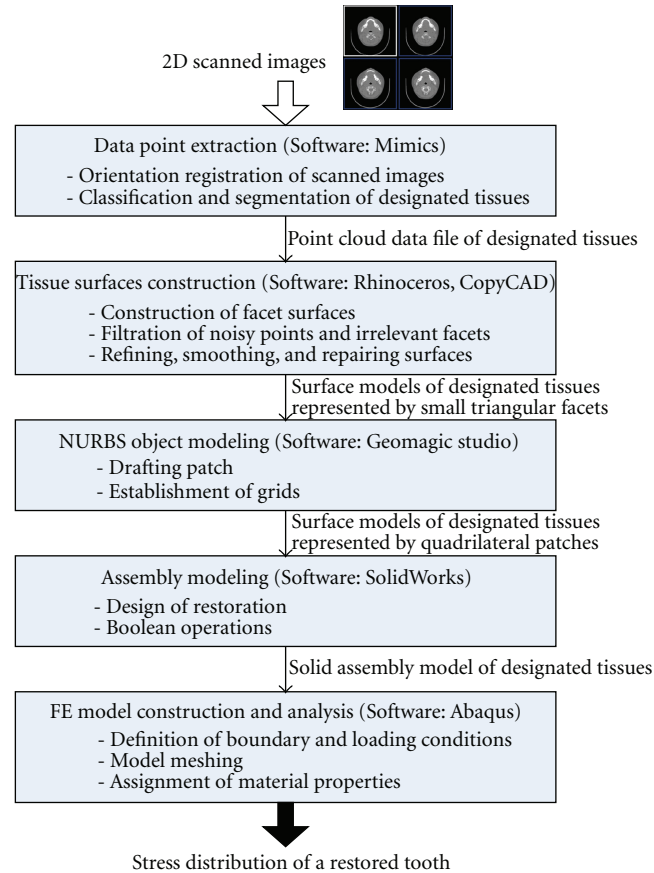 2D scanned images
Data point extraction (Software: Mimics)
- Orientation registration of scanned images
- Classification and segmentation of designated tissues
Point cloud data file of designated tissues
Tissue surfaces construction (Software: Rhinoceros, CopyCAD)
- Construction of facet surfaces
- Filtration of noisy points and irrelevant facets
- Refining, smoothing, and repairing surfaces
Surface models of designated tissues
represented by small triangular facets
NURBS object modeling (Software: Geomagic studio)
- Drafting patch
- Establishment of grids
Surface models of designated tissues
represented by quadrilateral patches
Assembly modeling (Software: SolidWorks)
- Design of restoration
- Boolean operations
Solid assembly model of designated tissues
FE model construction and analysis (Software: Abaqus)
- Definition of boundary and loading conditions
- Model meshing
- Assignment of material properties
Stress distribution of a restored tooth